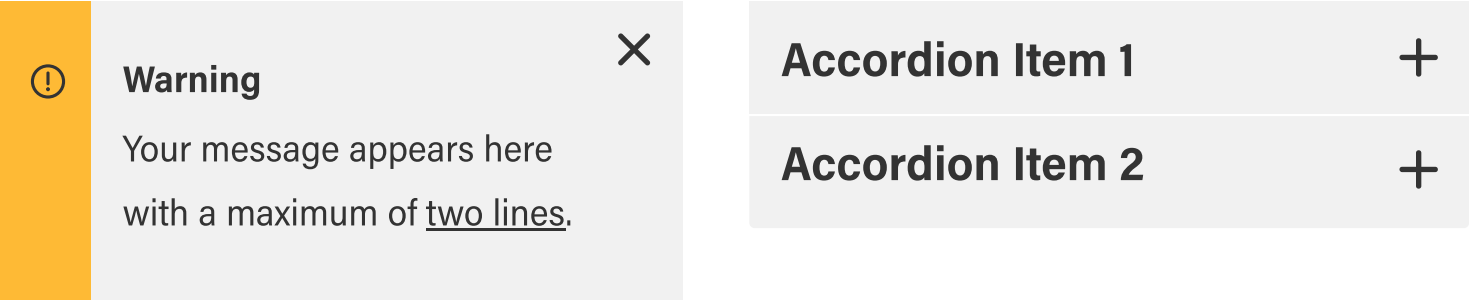 Warning
Your message appears here
with a maximum of two lines.
Accordion Item 1
Accordion Item 2